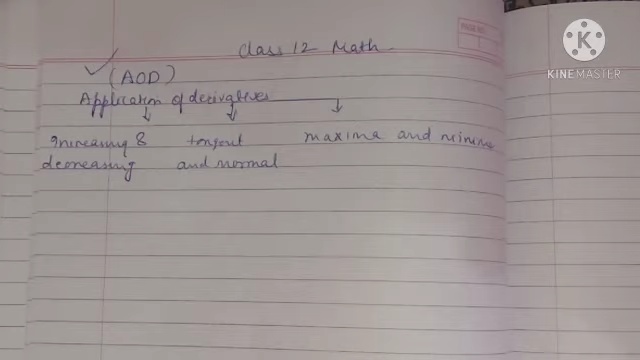 Class 12 Math
(AOD)
Application of derivatives
increasing & tangent maxima and minima
decreasing and normal
KINEMASTER